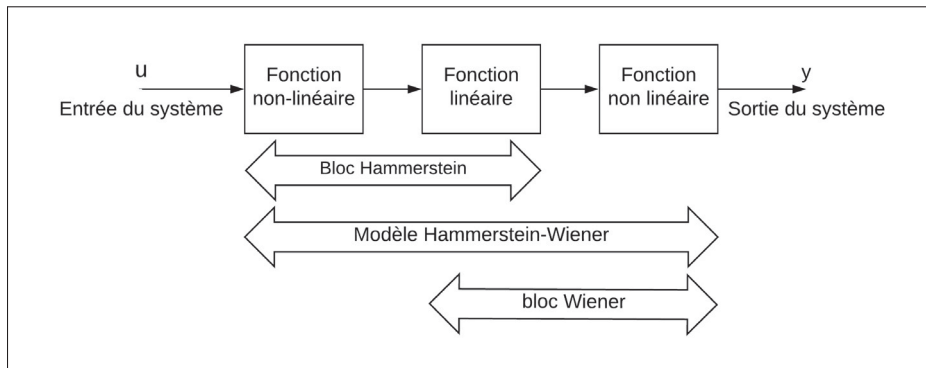 u
Entrée du système
Fonction
non-linéaire
Fonction
linéaire
Fonction
non linéaire
y
Sortie du système
Bloc Hammerstein
Modèle Hammerstein-Wiener
bloc Wiener